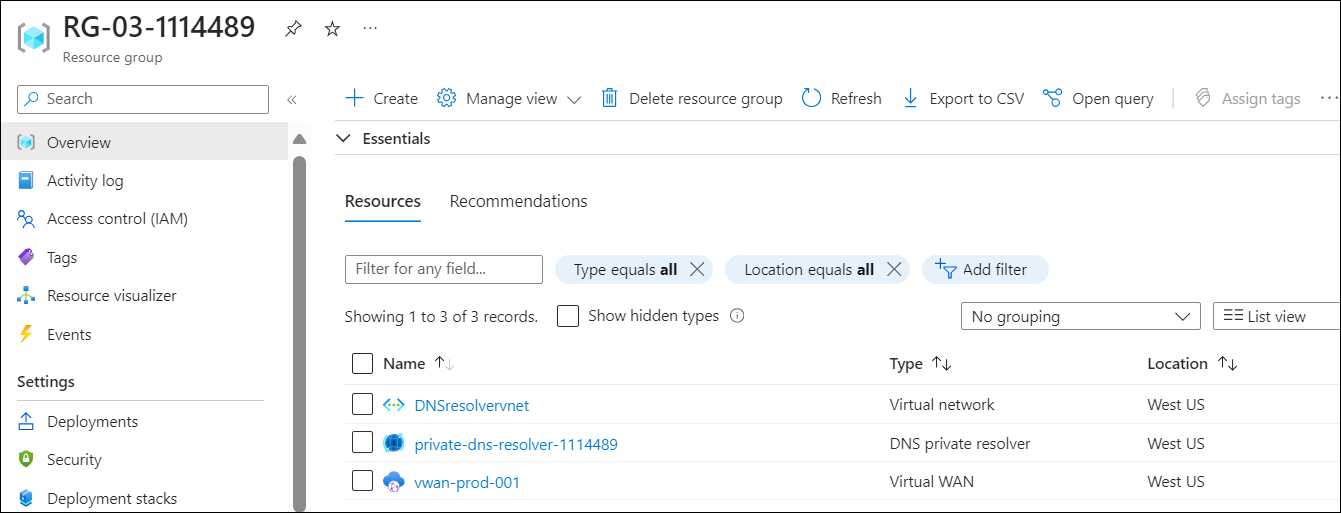 RG-03-1114489 ...
Resource group
Search «
Create Manage view Delete resource group Refresh Export to CSV Open query Assign tags ...
Overview
Essentials
Activity log
Access control (IAM)
Tags
Resource visualizer
Events
Settings
Deployments
Security
Deployment stacks
Resources Recommendations
Filter for any field... Type equals all Location equals all Add filter
Showing 1 to 3 of 3 records. Show hidden types No grouping List view
Name Type Location
DNSresolvervnet Virtual network West US
private-dns-resolver-1114489 DNS private resolver West US
vwan-prod-001 Virtual WAN West US